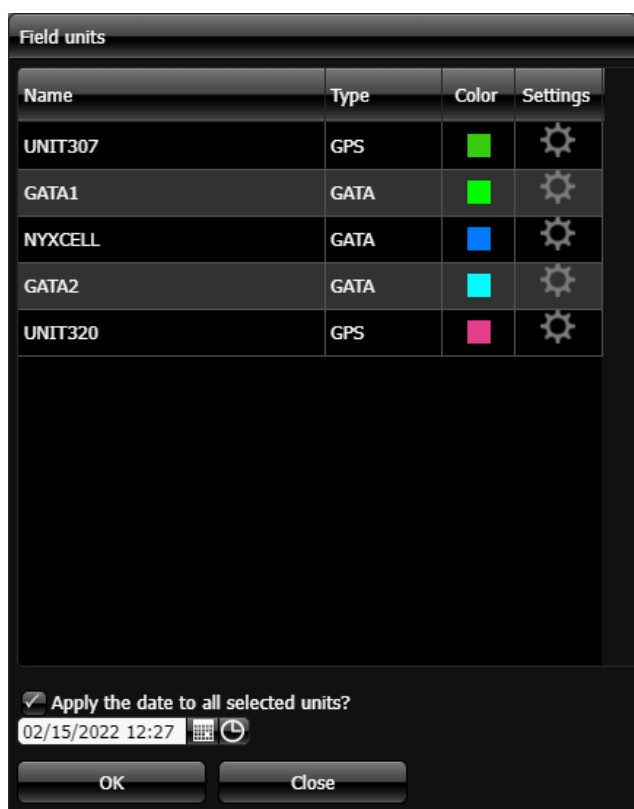 Field units
Name Type Color Settings
UNIT307 GPS
GATA1 GATA
NYXCELL GATA
GATA2 GATA
UNIT320 GPS
Apply the date to all selected units?
02/15/2022 12:27
OK Close